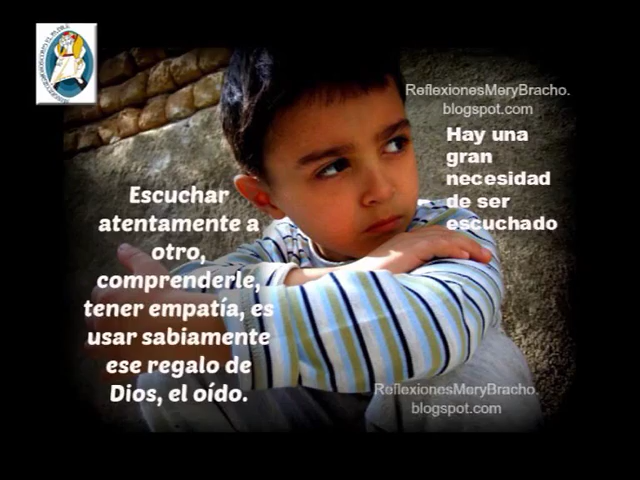 ReflexionesMeryBracho.
blogspot.com
Hay una
gran
necesidad
de ser
escuchado
Escuchar
atentamente a
otro,
comprenderle,
tener empatía, es
usar sabiamente
ese regalo de
Dios, el oído.
ReflexionesMeryBracho.
blogspot.com